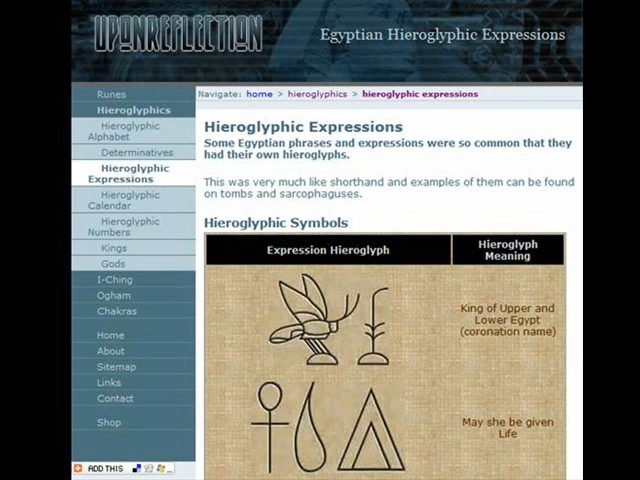 UPONREFLECTION
Egyptian Hieroglyphic Expressions
Navigate: home > hieroglyphics > hieroglyphic expressions
Runes
Hieroglyphics
Hieroglyphic
Alphabet
Determinatives
Hieroglyphic
Expressions
Hieroglyphic
Calendar
Hieroglyphic
Numbers
Kings
Gods
I-Ching
Ogham
Chakras
Home
About
Sitemap
Links
Contact
Shop
ADD THIS
Hieroglyphic Expressions
Some Egyptian phrases and expressions were so common that they
had their own hieroglyphs.
This was very much like shorthand and examples of them can be found
on tombs and sarcophaguses.
Hieroglyphic Symbols
Expression Hieroglyph
Hieroglyph
Meaning
King of Upper and
Lower Egypt
(coronation name)
May she be given
Life